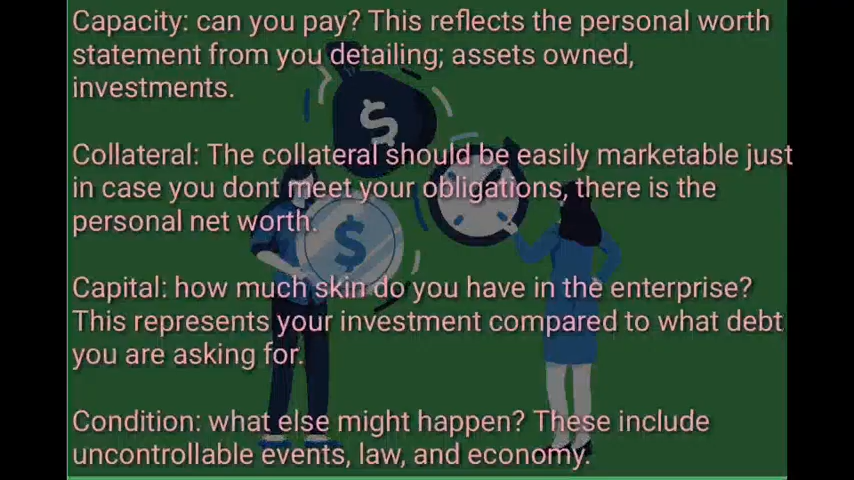 Capacity: can you pay? This reflects the personal worth
statement from you detailing; assets owned,
investments.
Collateral: The collateral should be easily marketable just
in case you dont meet your obligations, there is the
personal net worth.
Capital: how much skin do you have in the enterprise?
This represents your investment compared to what debt
you are asking for.
Condition: what else might happen? These include
uncontrollable events, law, and economy.
$
$